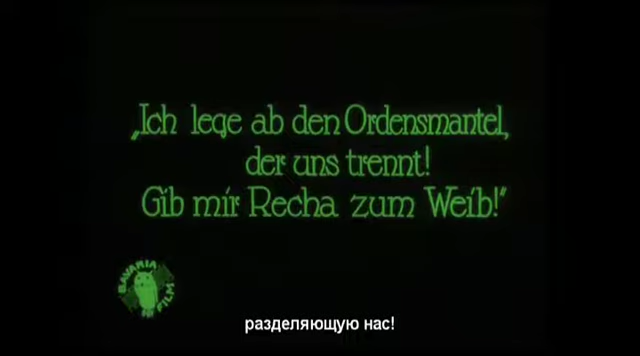 „Ich lege ab den Ordensmantel,
der uns trennt!
Gib mir Recha zum Weib!“
BAVARIA
FILM
разделяющую нас!